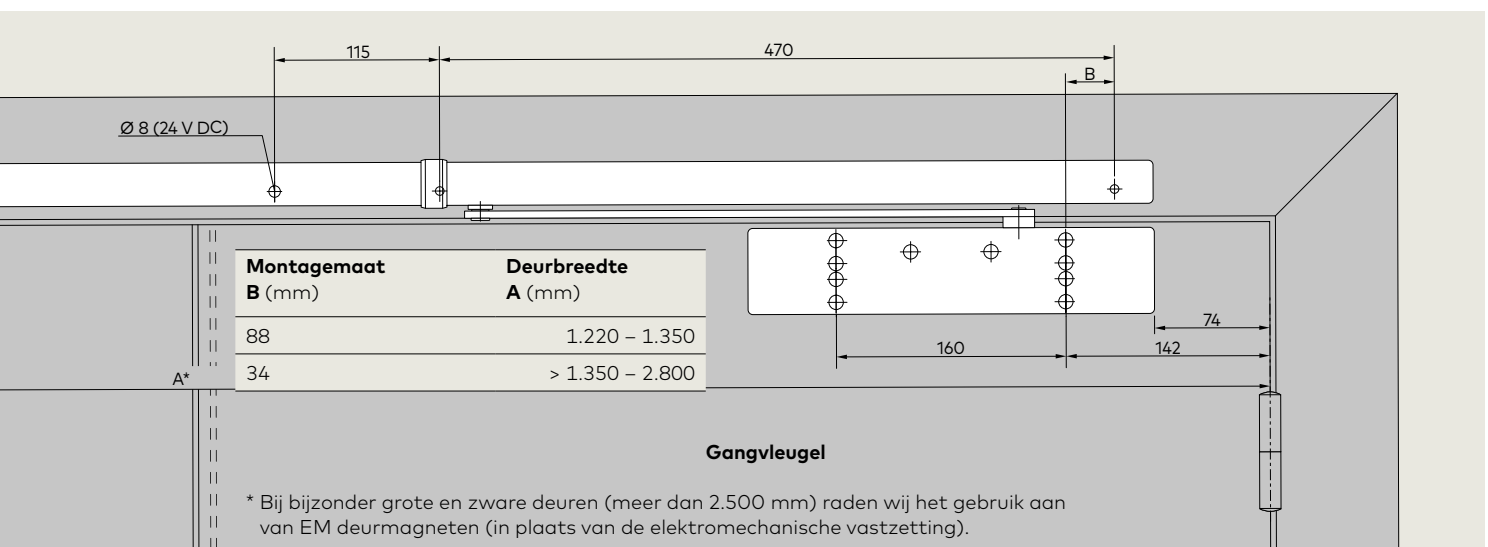 115
470
B
Ø 8 (24 V DC)
Montagemaat
B (mm)
Deurbreedte
A (mm)
88
1.220 – 1.350
34
> 1.350 – 2.800
74
160
142
A*
Gangvleugel
* Bij bijzonder grote en zware deuren (meer dan 2.500 mm) raden wij het gebruik aan
van EM deurmagneten (in plaats van de elektromechanische vastzetting).